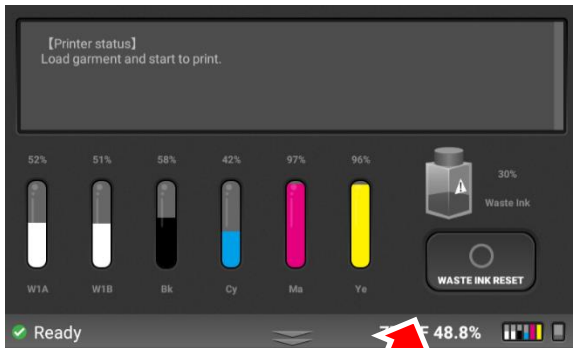 【Printer status】
Load garment and start to print.
52% 51% 58% 42% 97% 96%
30%
Waste Ink
W1A W1B Bk Cy Ma Ye
WASTE INK RESET
Ready
48.8%